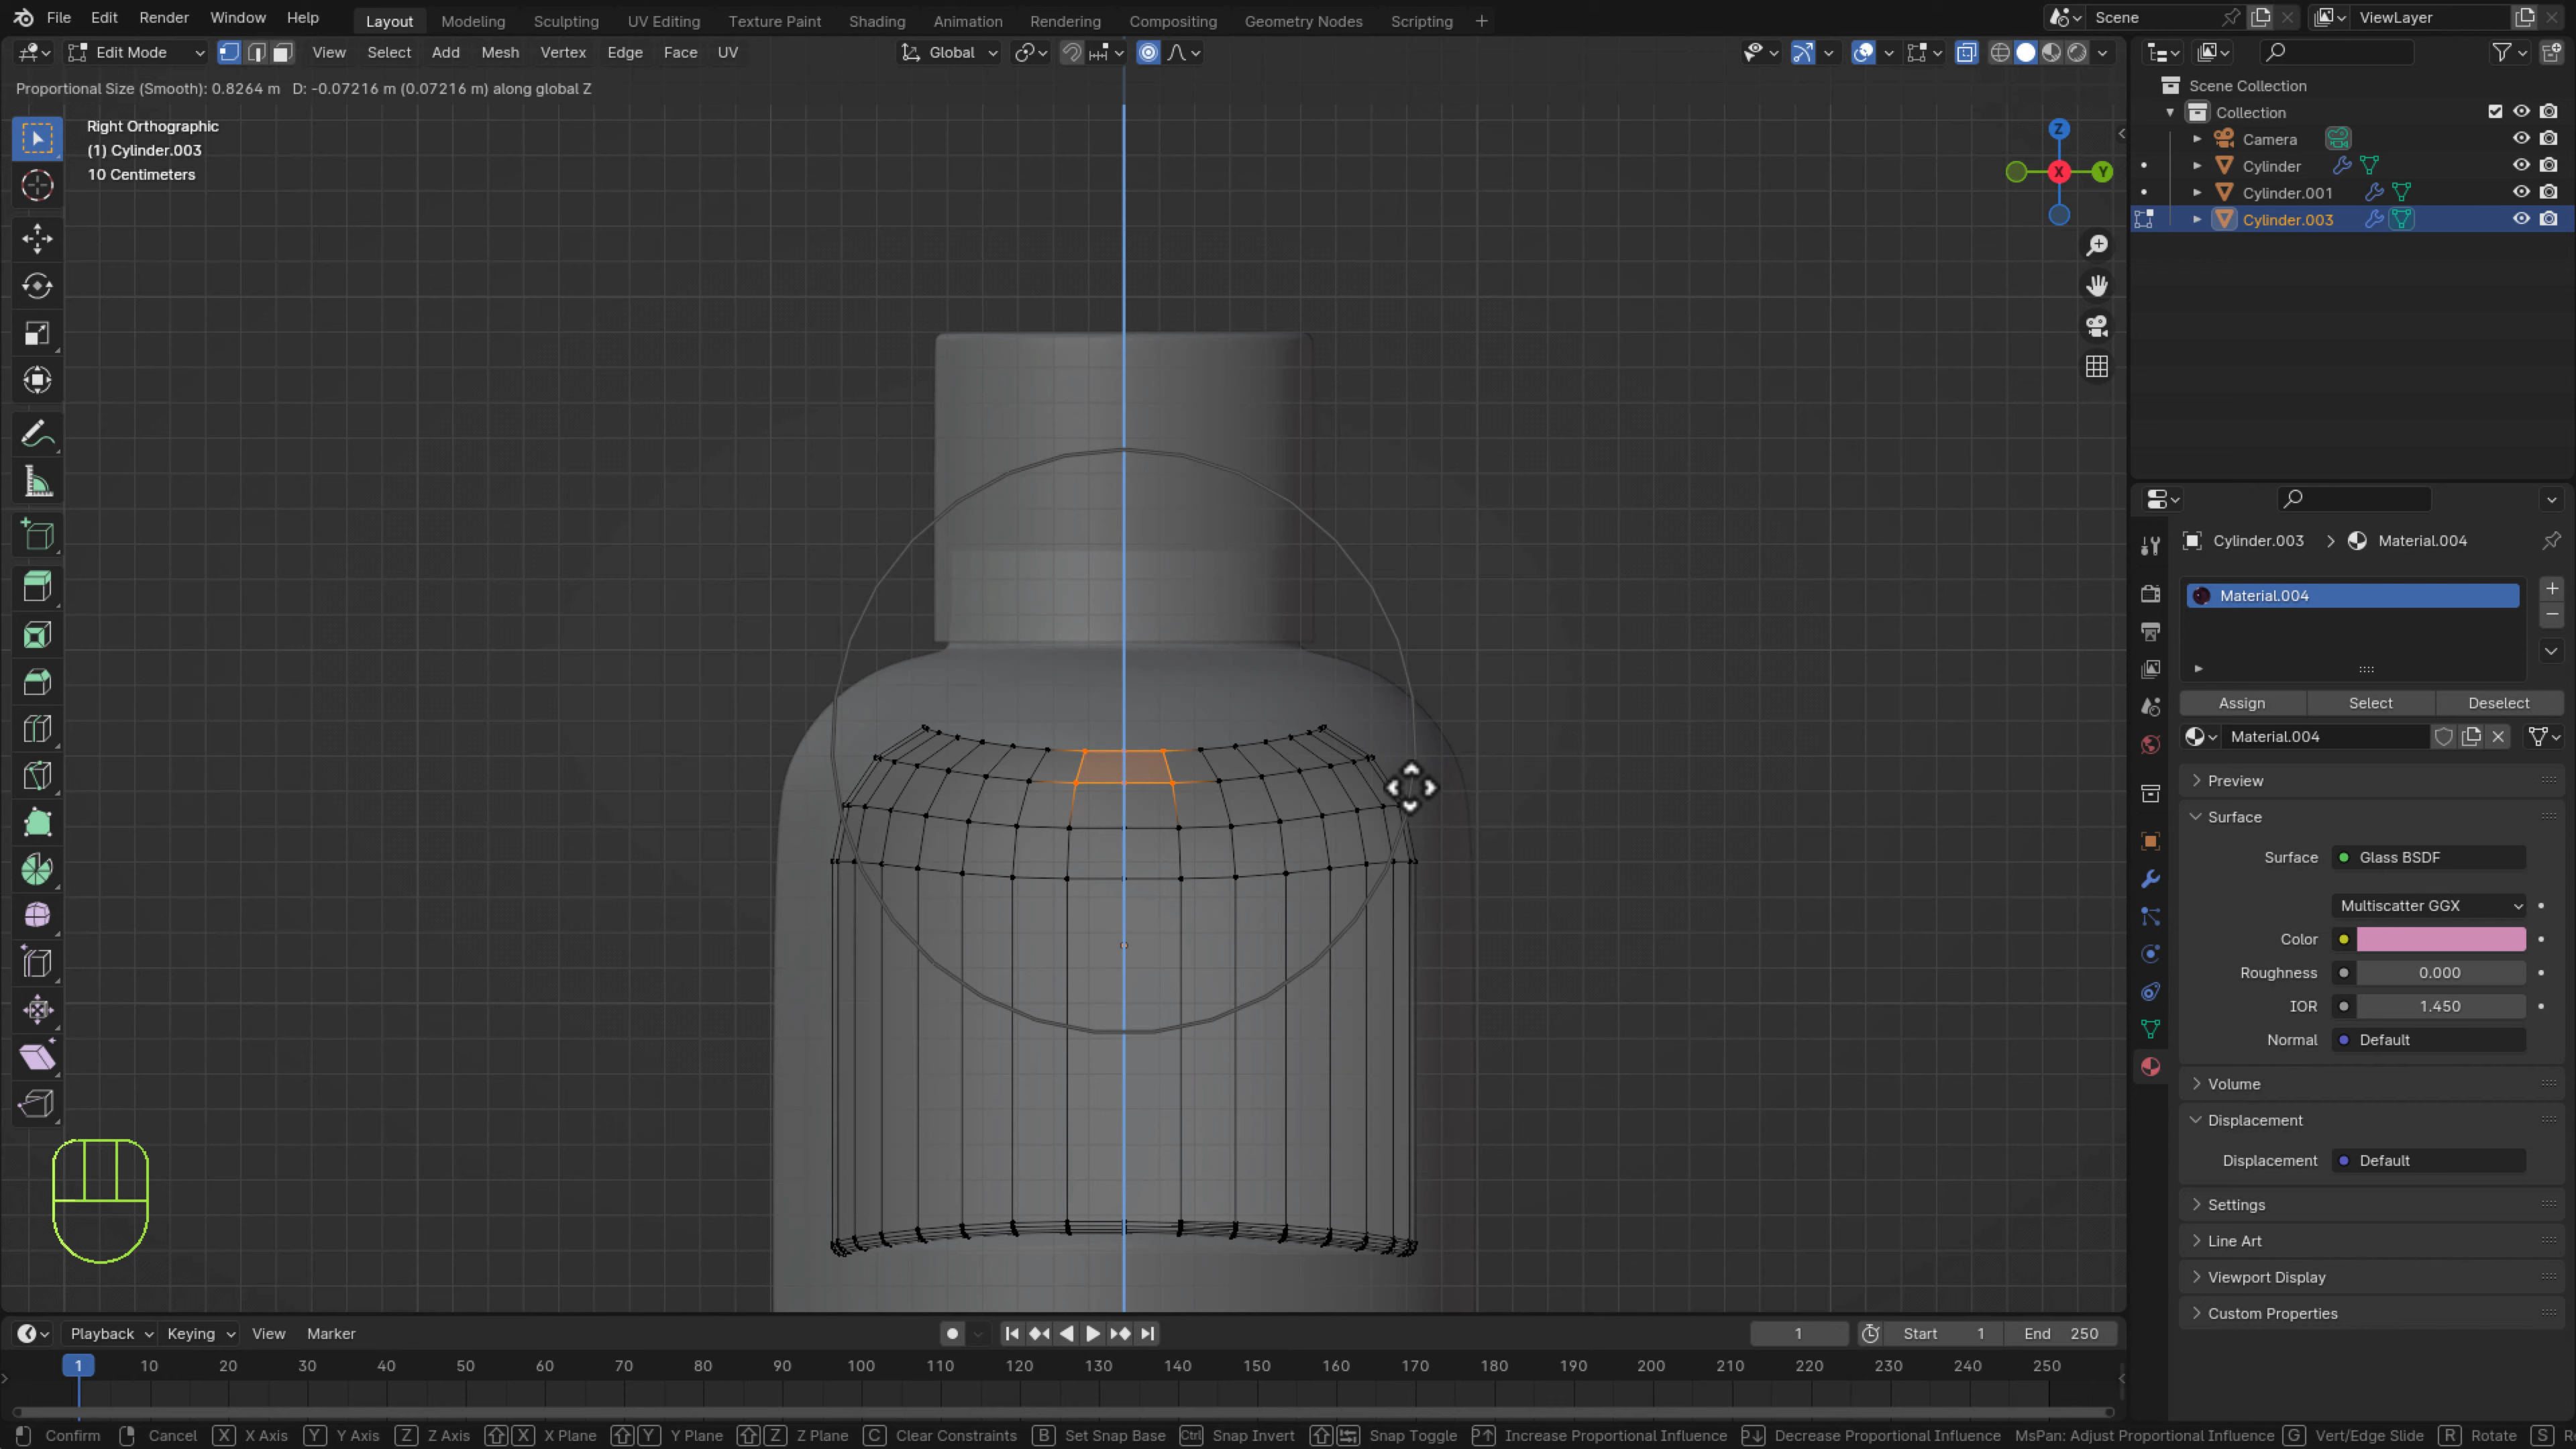 File Edit Render Window Help Layout Modeling Sculpting UV Editing Texture Paint Shading Animation Rendering Compositing Geometry Nodes Scripting + Scene ViewLayer
Edit Mode View Select Add Mesh Vertex Edge Face UV Global
Proportional Size (Smooth): 0.8264 m D: -0.07216 m (0.07216 m) along global Z
Right Orthographic
(1) Cylinder.003
10 Centimeters
Z
X
Y
Scene Collection
Collection
Camera
Cylinder
Cylinder.001
Cylinder.003
Cylinder.003 > Material.004
Material.004
Assign Select Deselect
Material.004
Preview
Surface
Surface Glass BSDF
Multiscatter GGX
Color
Roughness 0.000
IOR 1.450
Normal Default
Volume
Displacement
Displacement Default
Settings
Line Art
Viewport Display
Custom Properties
Playback Keying View Marker 1 Start 1 End 250
1 10 20 30 40 50 60 70 80 90 100 110 120 130 140 150 160 170 180 190 200 210 220 230 240 250
Confirm Cancel X X Axis Y Y Axis Z Z Axis X X Plane Y Y Plane Z Z Plane C Clear Constraints B Set Snap Base Ctrl Snap Invert Snap Toggle P↑ Increase Proportional Influence P↓ Decrease Proportional Influence MsPan: Adjust Proportional Influence G Vert/Edge Slide R Rotate S